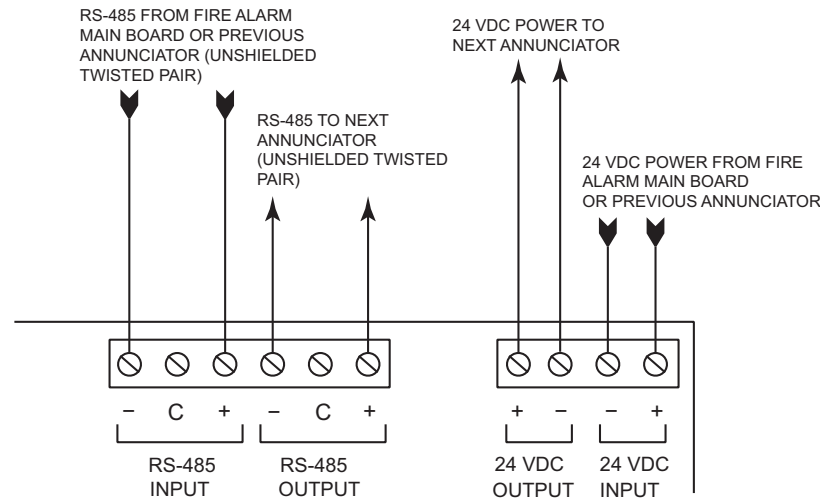 RS-485 FROM FIRE ALARM
MAIN BOARD OR PREVIOUS
ANNUNCIATOR (UNSHIELDED
TWISTED PAIR)
24 VDC POWER TO
NEXT ANNUNCIATOR
RS-485 TO NEXT
ANNUNCIATOR
(UNSHIELDED TWISTED
PAIR)
24 VDC POWER FROM FIRE
ALARM MAIN BOARD
OR PREVIOUS ANNUNCIATOR
– C + – C + + – – +
RS-485
INPUT
RS-485
OUTPUT
24 VDC
OUTPUT
24 VDC
INPUT